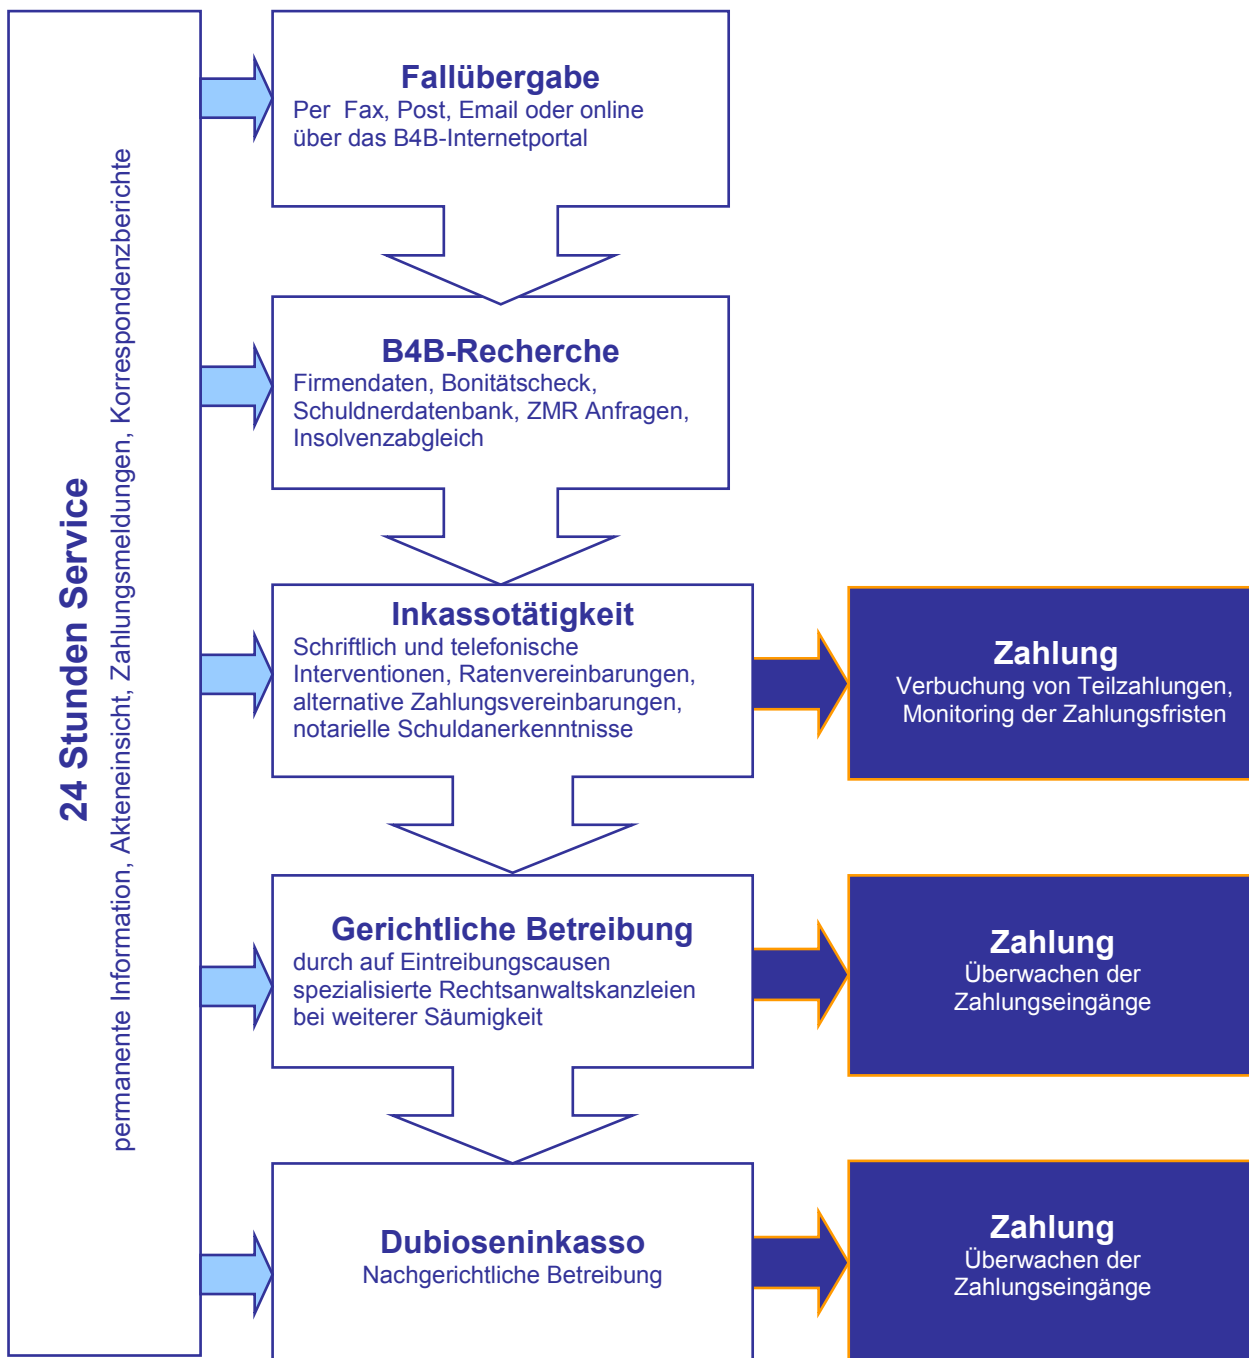 24 Stunden Service
permanente Information, Akteneinsicht, Zahlungsmeldungen, Korrespondenzberichte
Fallübergabe
Per Fax, Post, Email oder online
über das B4B-Internetportal
B4B-Recherche
Firmendaten, Bonitätscheck,
Schuldnerdatenbank, ZMR Anfragen,
Insolvenzabgleich
Inkassotätigkeit
Schriftlich und telefonische
Interventionen, Ratenvereinbarungen,
alternative Zahlungsvereinbarungen,
notarielle Schuldanerkenntnisse
Zahlung
Verbuchung von Teilzahlungen,
Monitoring der Zahlungsfristen
Gerichtliche Betreibung
durch auf Eintreibungscausen
spezialisierte Rechtsanwaltskanzleien
bei weiterer Säumigkeit
Zahlung
Überwachen der
Zahlungseingänge
Dubioseninkasso
Nachgerichtliche Betreibung
Zahlung
Überwachen der
Zahlungseingänge